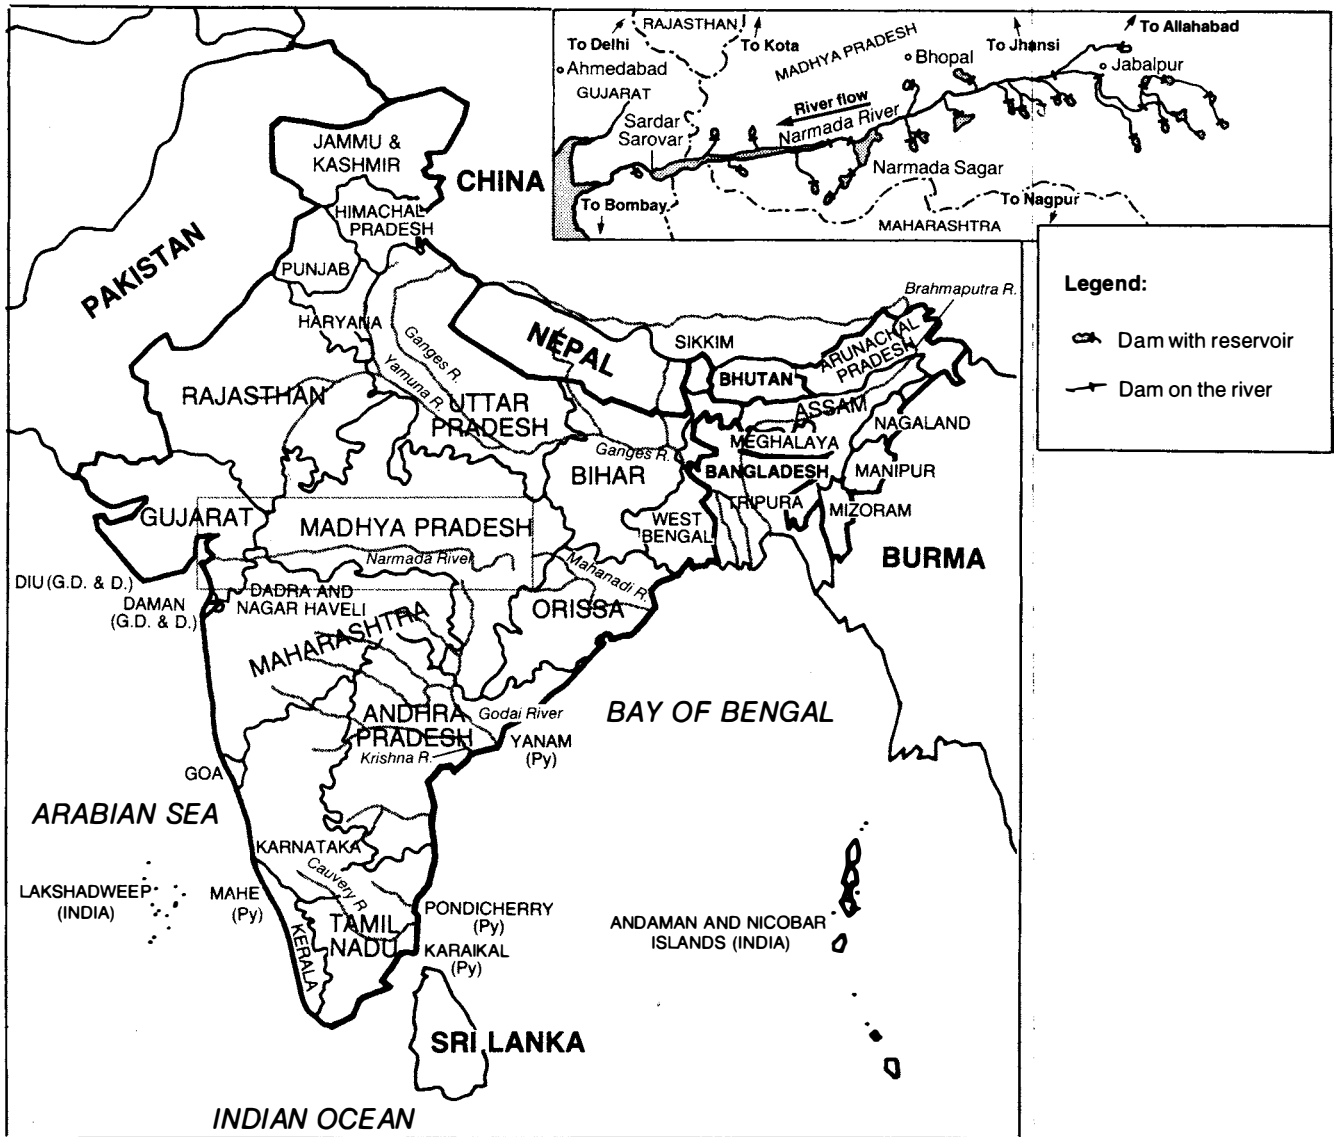 To Delhi
RAJASTHAN
To Kota
MADHYA PRADESH
To Jhansi
To Allahabad
Ahmedabad
Bhopal
Jabalpur
GUJARAT
River flow
Sardar
Sarovar
Narmada River
Narmada Sagar
To Bombay
To Nagpur
MAHARASHTRA
Legend:
Dam with reservoir
Dam on the river
JAMMU &
KASHMIR
CHINA
HIMACHAL
PRADESH
PAKISTAN
PUNJAB
HARYANA
Ganges R.
Yamuna R.
NEPAL
SIKKIM
Brahmaputra R.
ARUNACHAL
PRADESH
BHUTAN
RAJASTHAN
UTTAR
PRADESH
ASSAM
NAGALAND
MEGHALAYA
Ganges R.
BIHAR
BANGLADESH
MANIPUR
TRIPURA
MIZORAM
GUJARAT
MADHYA PRADESH
WEST
BENGAL
BURMA
Narmada River
Mahanadi R.
DIU (G.D. & D.)
DADRA AND
NAGAR HAVELI
DAMAN
(G.D. & D.)
ORISSA
MAHARASHTRA
BAY OF BENGAL
ANDHRA
PRADESH
Godai River
Krishna R.
YANAM
(Py)
GOA
ARABIAN SEA
KARNATAKA
Cauvery R.
LAKSHADWEEP
(INDIA)
MAHE
(Py)
KERALA
TAMIL
NADU
PONDICHERRY
(Py)
KARAIKAL
(Py)
ANDAMAN AND NICOBAR
ISLANDS (INDIA)
SRI LANKA
INDIAN OCEAN